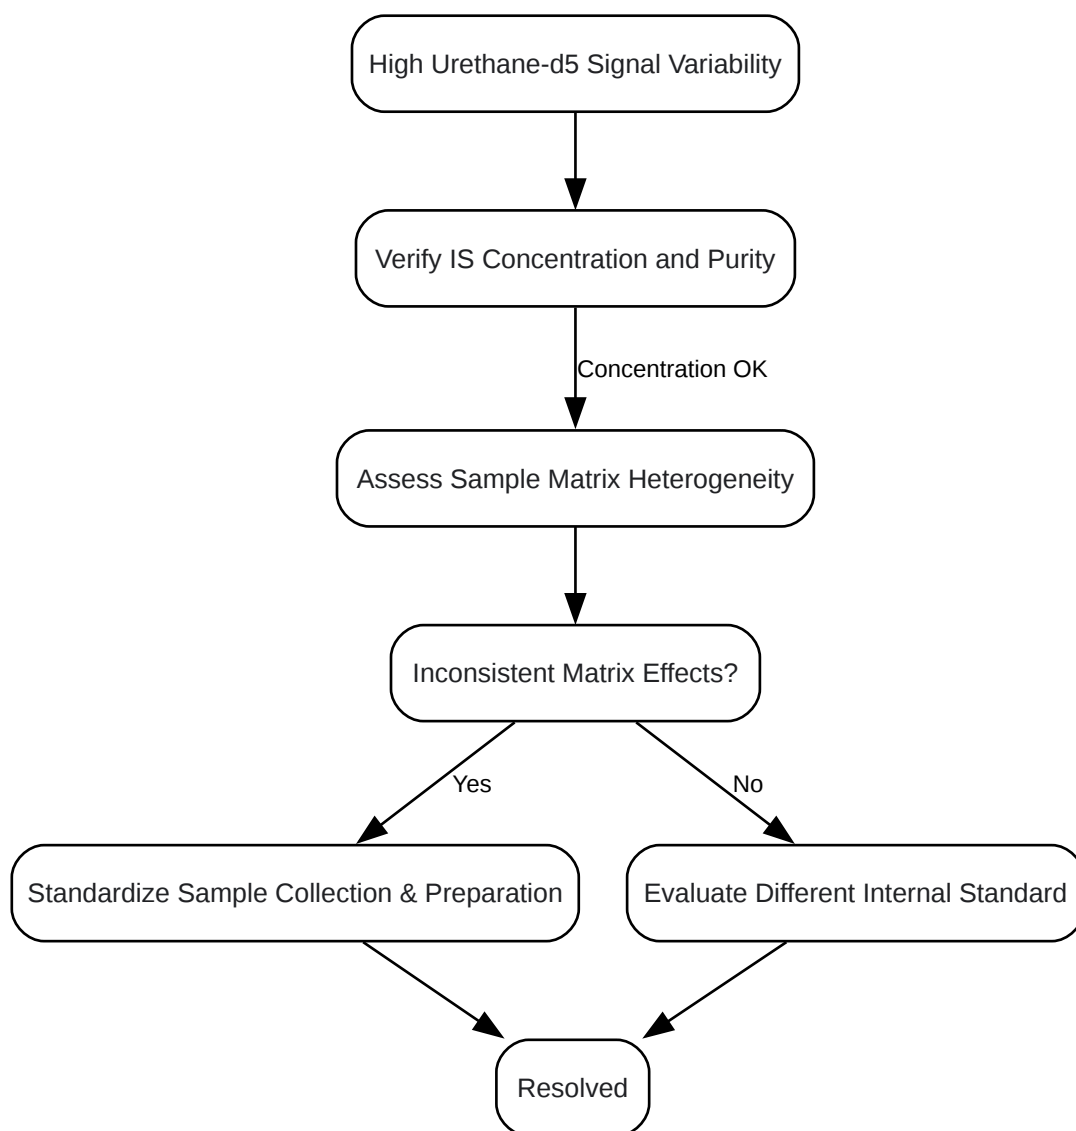 High Urethane-d5 Signal Variability
Verify IS Concentration and Purity
Concentration OK
Assess Sample Matrix Heterogeneity
Inconsistent Matrix Effects?
Yes
No
Standardize Sample Collection & Preparation
Evaluate Different Internal Standard
Resolved